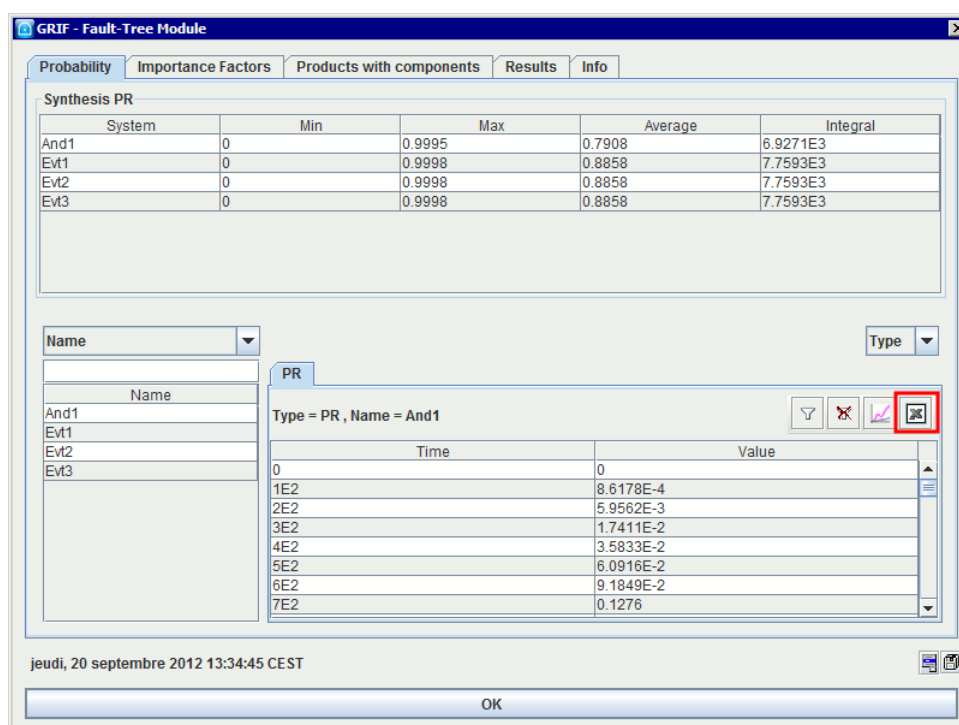 GRIF - Fault-Tree Module
Probability Importance Factors Products with components Results Info
Synthesis PR
System Min Max Average Integral
And1 0 0.9995 0.7908 6.9271E3
Evt1 0 0.9998 0.8858 7.7593E3
Evt2 0 0.9998 0.8858 7.7593E3
Evt3 0 0.9998 0.8858 7.7593E3
Name Type
PR
Name
And1
Evt1
Evt2
Evt3
Type = PR , Name = And1
Time Value
0 0
1E2 8.6178E-4
2E2 5.9562E-3
3E2 1.7411E-2
4E2 3.5833E-2
5E2 6.0916E-2
6E2 9.1849E-2
7E2 0.1276
jeudi, 20 septembre 2012 13:34:45 CEST
OK